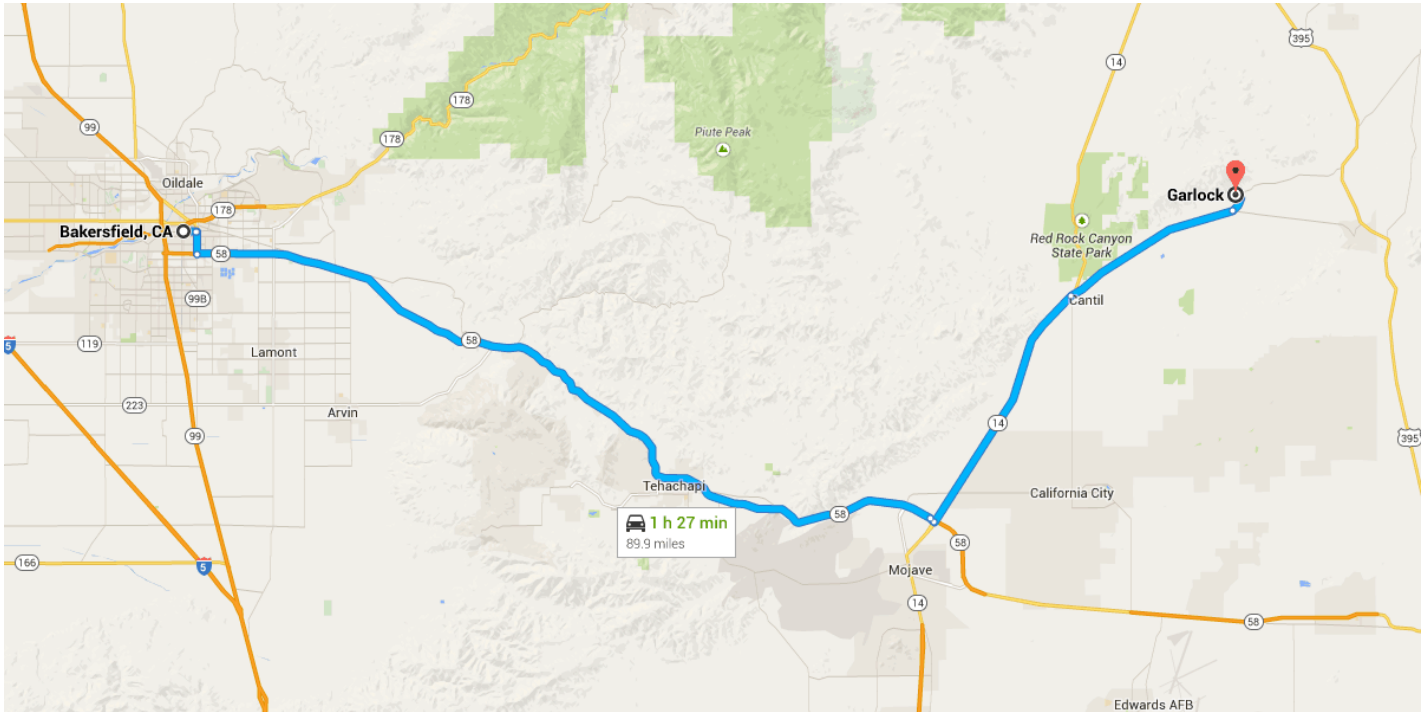 395
14
99
178
Piute Peak
178
Oildale
Garlock
178
Bakersfield, CA
Red Rock Canyon
State Park
58
99B
Cantil
58
5
119
Lamont
223
Arvin
14
99
395
Tehachapi
California City
58
1 h 27 min
89.9 miles
58
166
5
Mojave
14
58
Edwards AFB